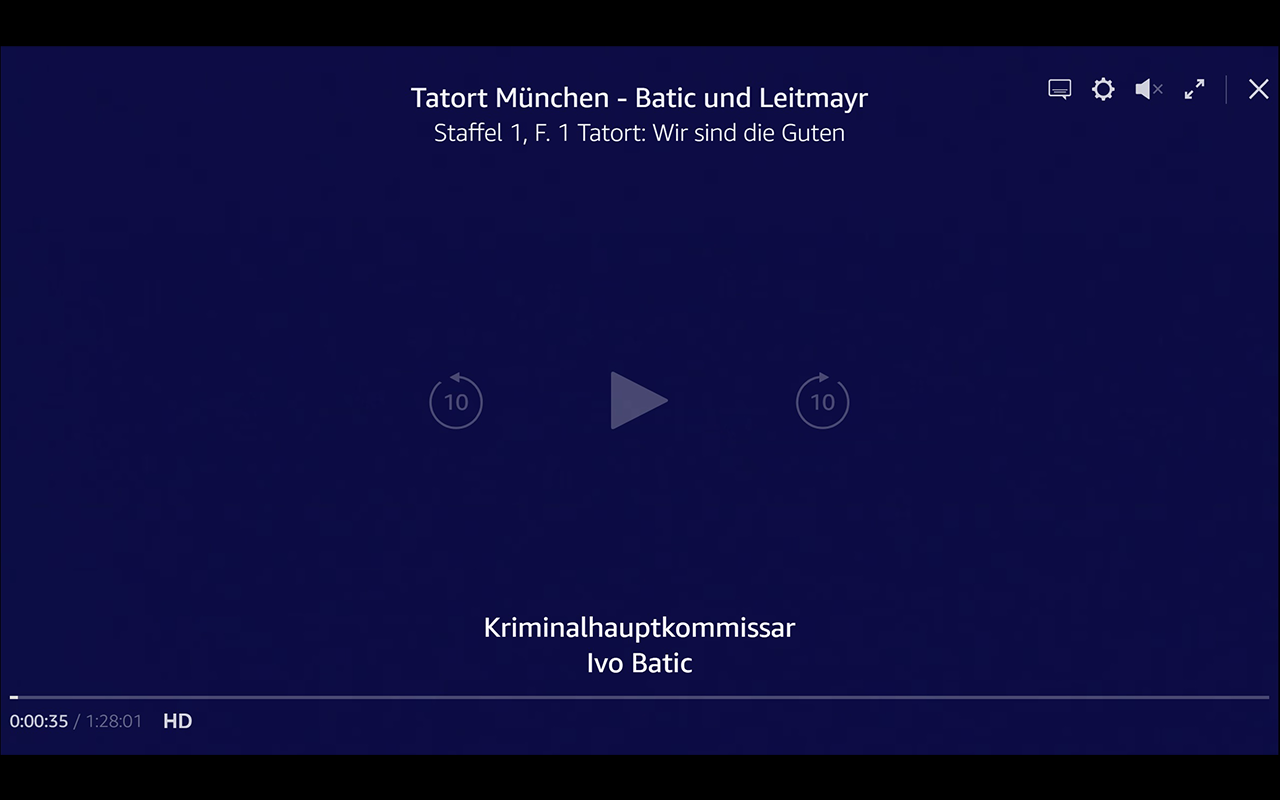 Tatort München - Batic und Leitmayr
Staffel 1, F. 1 Tatort: Wir sind die Guten
10
10
Kriminalhauptkommissar
Ivo Batic
0:00:35 / 1:28:01 HD